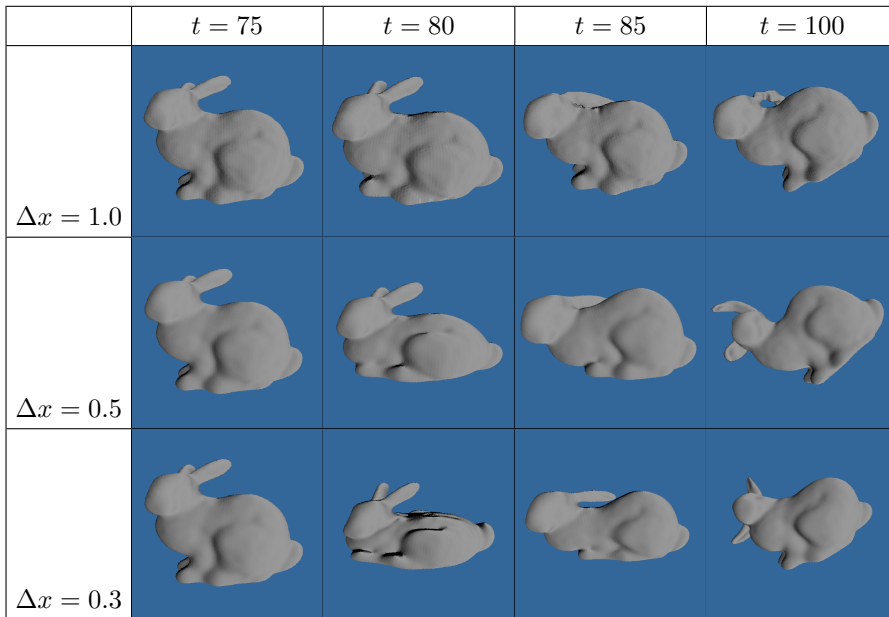 t = 75 t = 80 t = 85 t = 100
Δx = 1.0
Δx = 0.5
Δx = 0.3